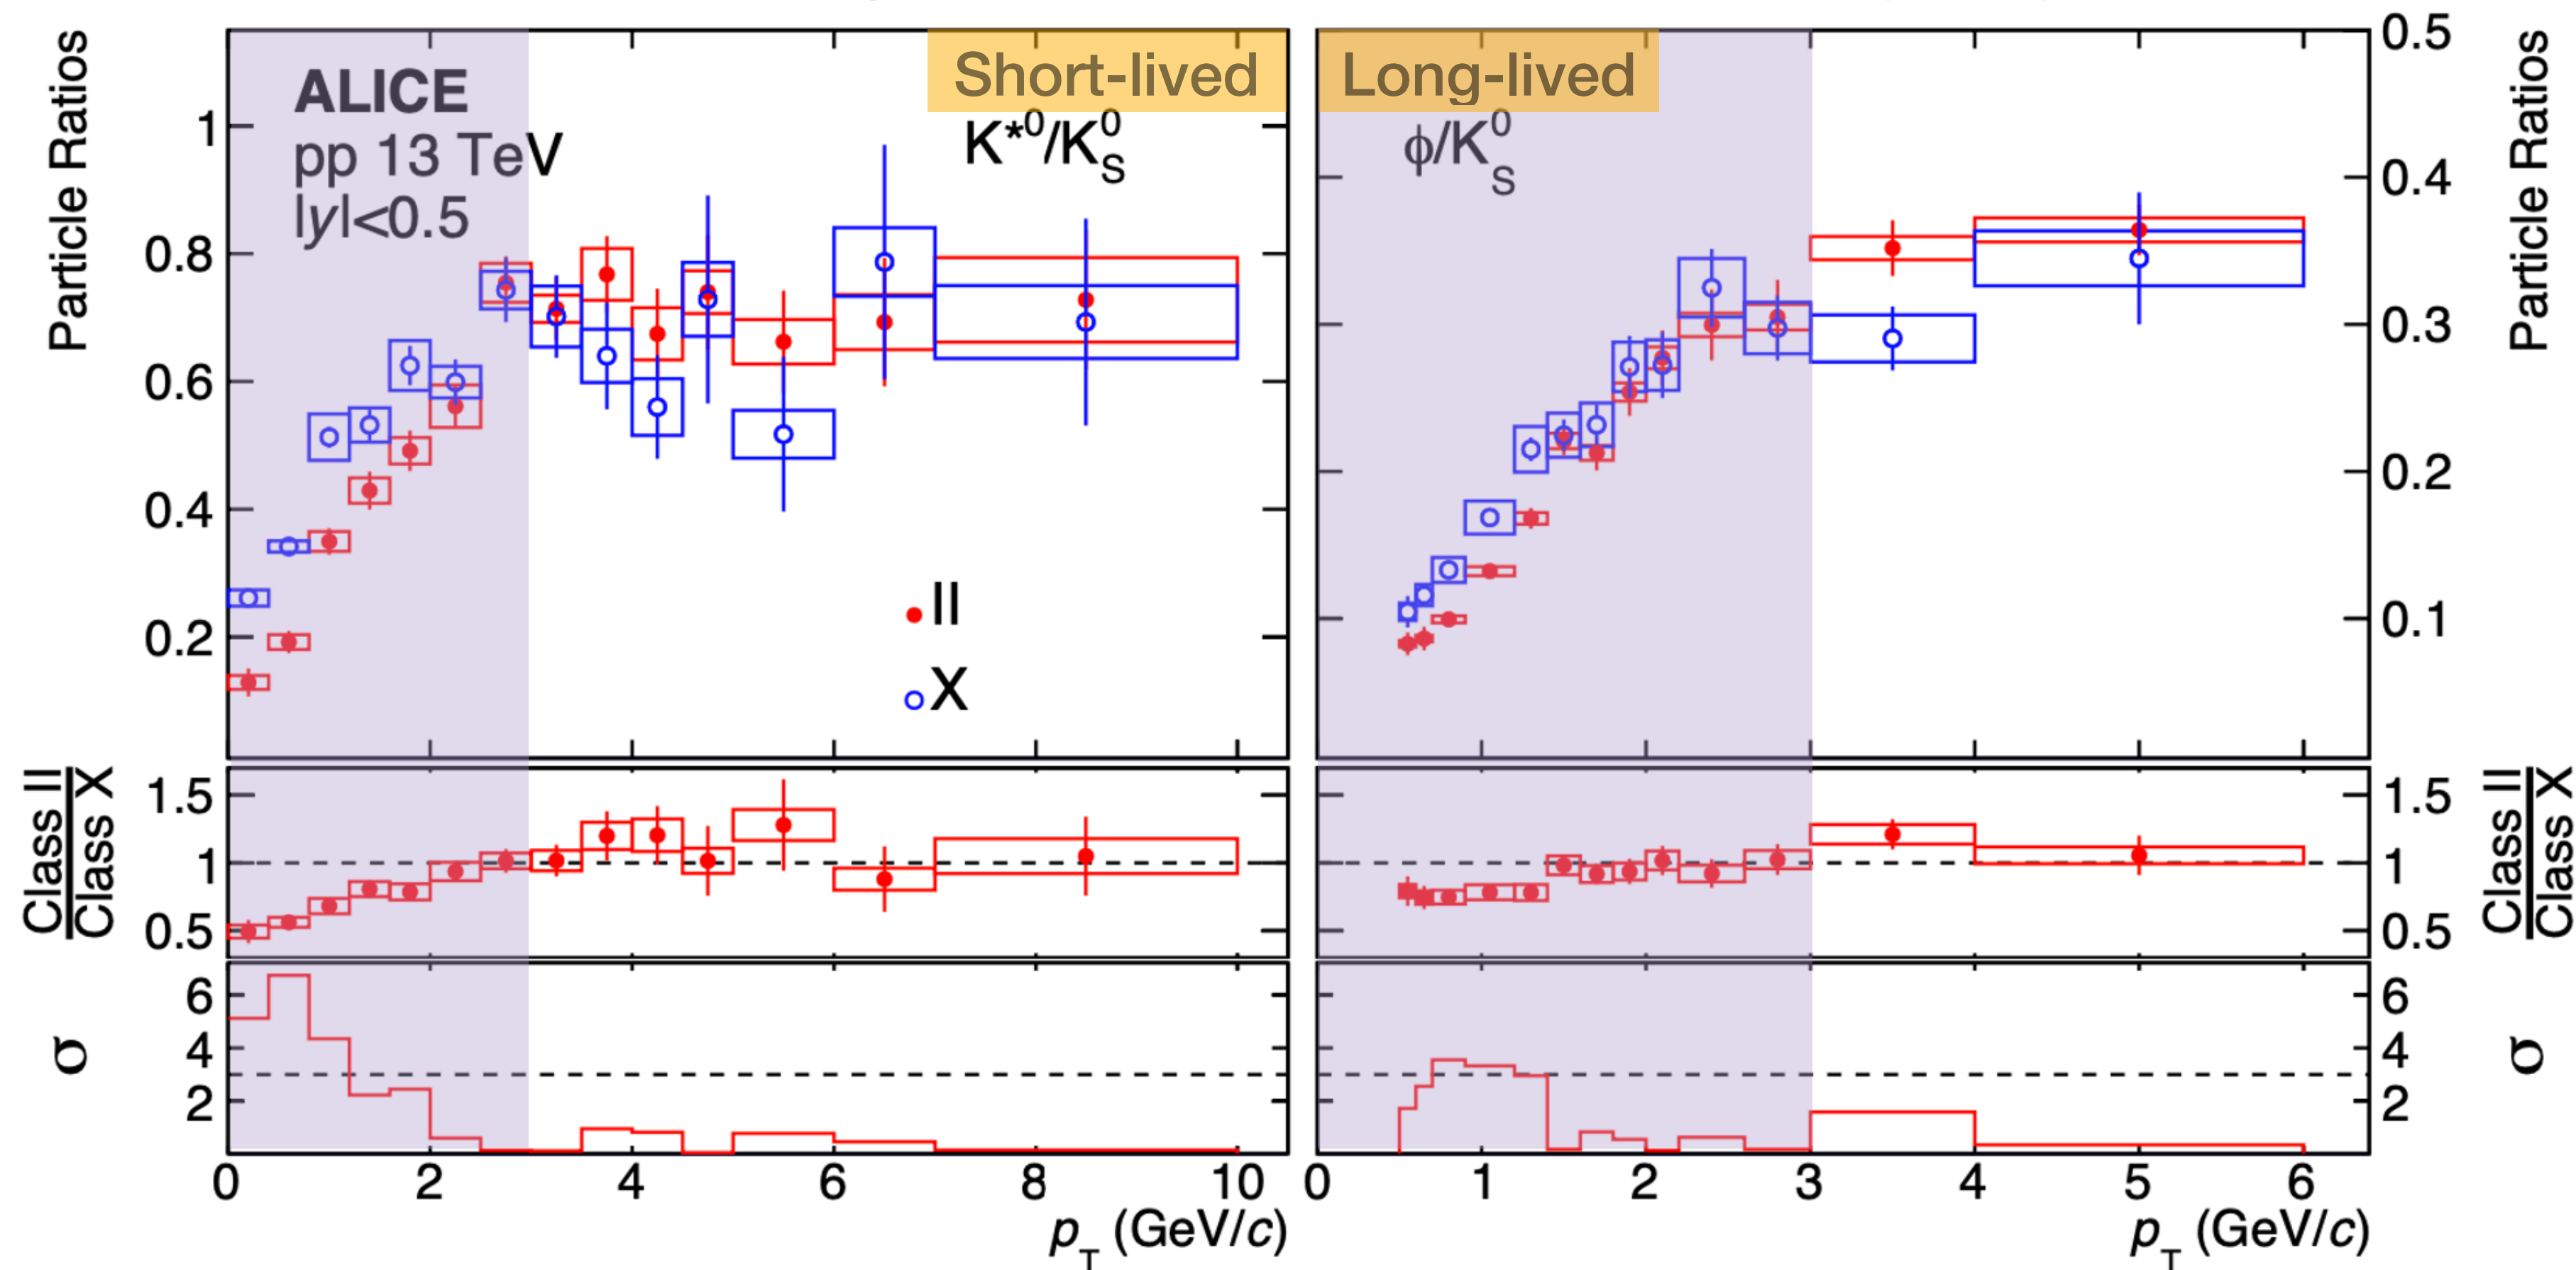 Particle Ratios
ALICE
pp 13 TeV
|y|<0.5
Short-lived
K*0/K0S
II
X
1
0.8
0.6
0.4
0.2
Long-lived
ϕ/K0S
0.5
0.4
0.3
0.2
0.1
Particle Ratios
Class II
Class X
1.5
1
0.5
1.5
1
0.5
Class II
Class X
σ
6
4
2
6
4
2
σ
0 2 4 6 8 10
pT (GeV/c)
0 1 2 3 4 5 6
pT (GeV/c)